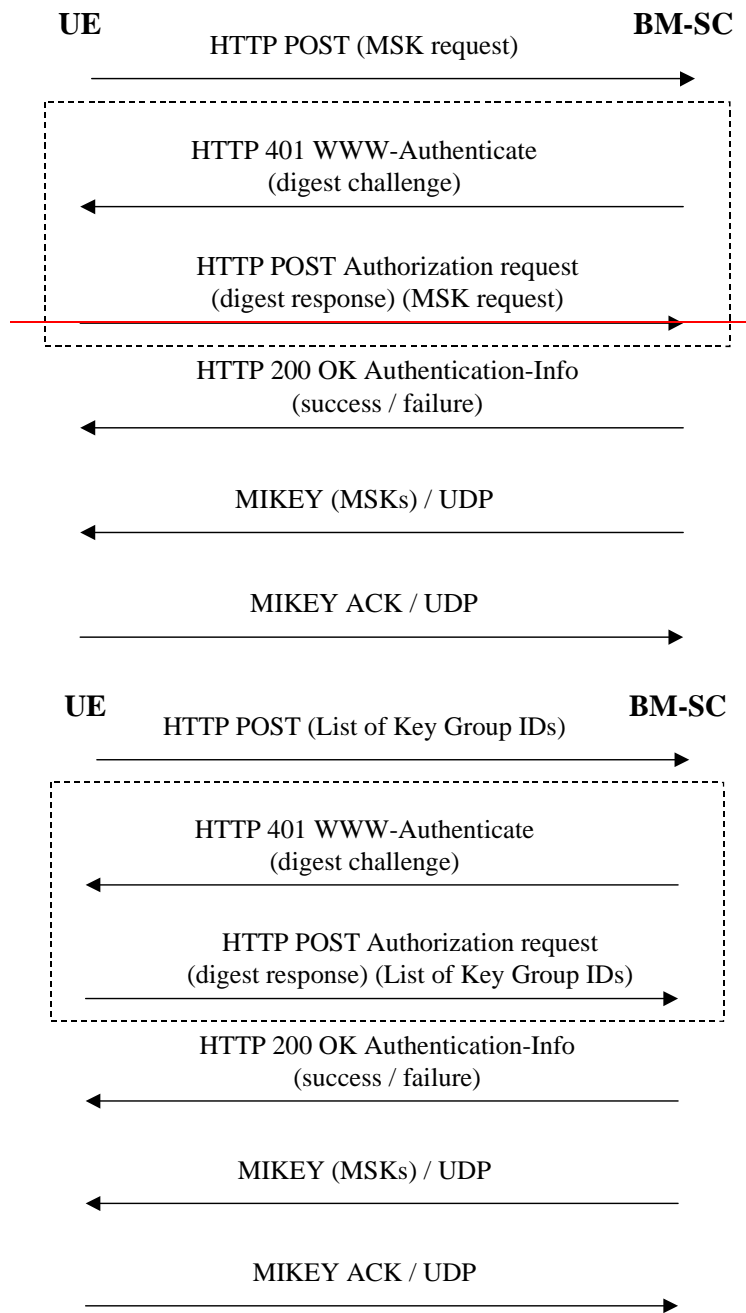 UE BM-SC
HTTP POST (MSK request)
HTTP 401 WWW-Authenticate
(digest challenge)
HTTP POST Authorization request
(digest response) (MSK request)
HTTP 200 OK Authentication-Info
(success / failure)
MIKEY (MSKs) / UDP
MIKEY ACK / UDP
UE BM-SC
HTTP POST (List of Key Group IDs)
HTTP 401 WWW-Authenticate
(digest challenge)
HTTP POST Authorization request
(digest response) (List of Key Group IDs)
HTTP 200 OK Authentication-Info
(success / failure)
MIKEY (MSKs) / UDP
MIKEY ACK / UDP